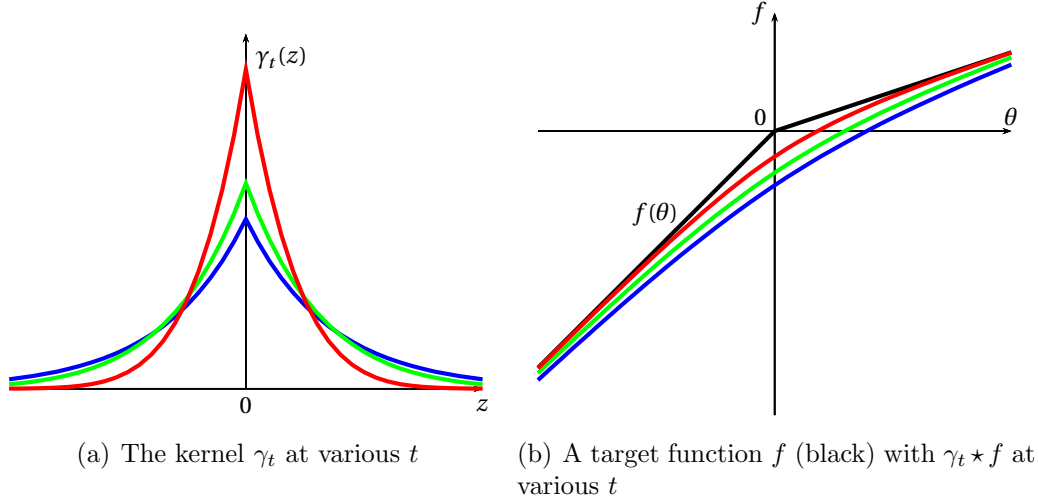 γₜ(z)
0
z
(a) The kernel γₜ at various t
f
0
θ
f(θ)
(b) A target function f (black) with γₜ ⋆ f at
various t